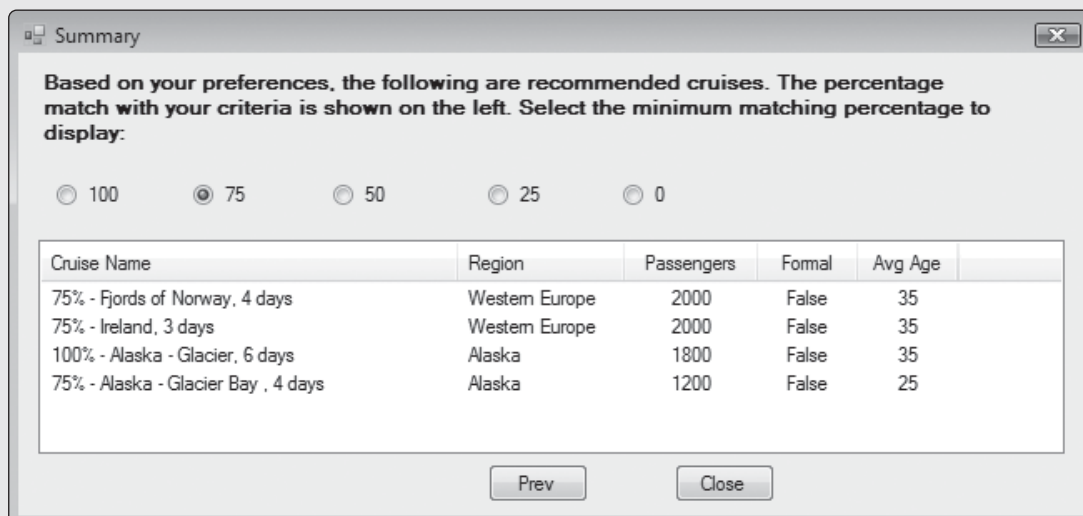 Summary
Based on your preferences, the following are recommended cruises. The percentage
match with your criteria is shown on the left. Select the minimum matching percentage to
display:
100 75 50 25 0
Cruise Name Region Passengers Formal Avg Age
75% - Fjords of Norway, 4 days Western Europe 2000 False 35
75% - Ireland, 3 days Western Europe 2000 False 35
100% - Alaska - Glacier, 6 days Alaska 1800 False 35
75% - Alaska - Glacier Bay , 4 days Alaska 1200 False 25
Prev Close